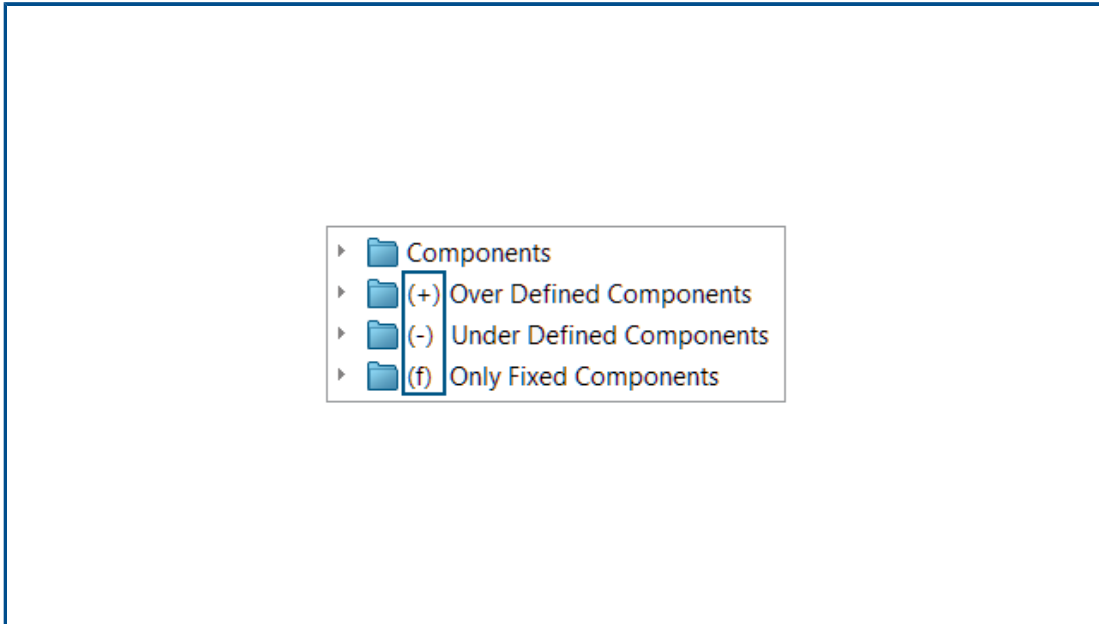 Components
(+) Over Defined Components
(-) Under Defined Components
(f) Only Fixed Components